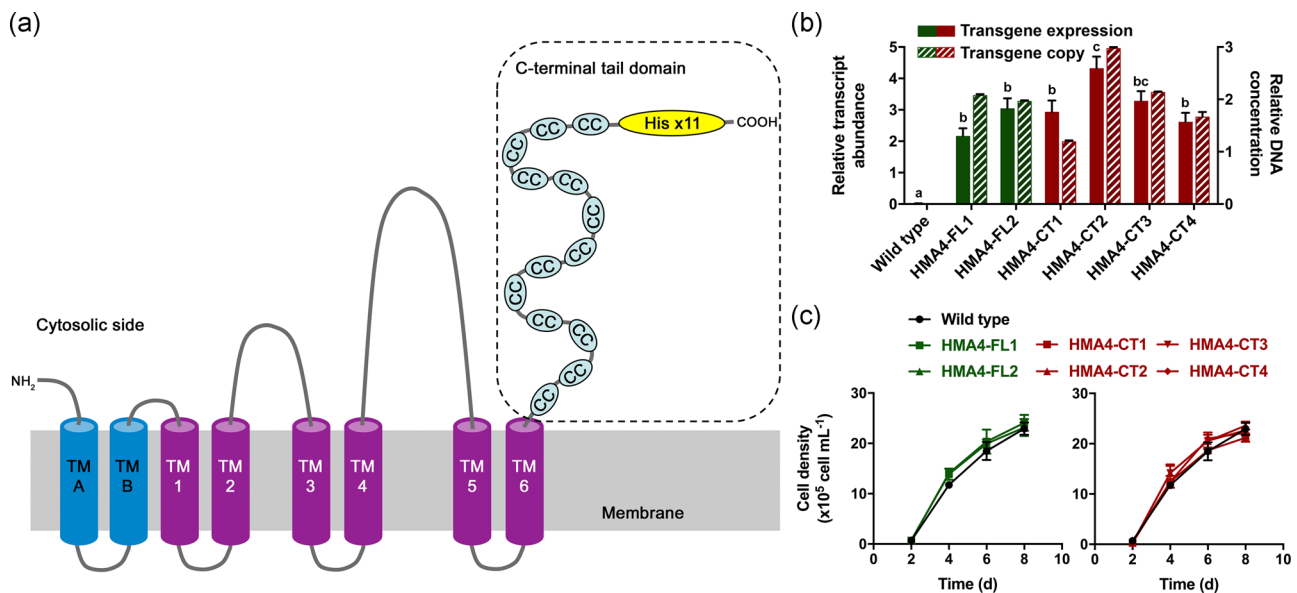 (a)
C-terminal tail domain
CC
CC
His x11
COOH
CC
CC
CC
CC
CC
CC
CC
CC
CC
CC
CC
Cytosolic side
NH2
TM
A
TM
B
TM
1
TM
2
TM
3
TM
4
TM
5
TM
6
Membrane
(b)
Transgene expression
Transgene copy
Relative transcript
abundance
5
4
3
2
1
0
a
b
b
b
c
bc
b
3
2
1
0
Relative DNA
concentration
Wild type
HMA4-FL1
HMA4-FL2
HMA4-CT1
HMA4-CT2
HMA4-CT3
HMA4-CT4
(c)
Wild type
HMA4-FL1
HMA4-CT1
HMA4-CT3
HMA4-FL2
HMA4-CT2
HMA4-CT4
Cell density
(x10⁵ cell mL⁻¹)
30
20
10
0
0 2 4 6 8 10
Time (d)
30
20
10
0
0 2 4 6 8 10
Time (d)